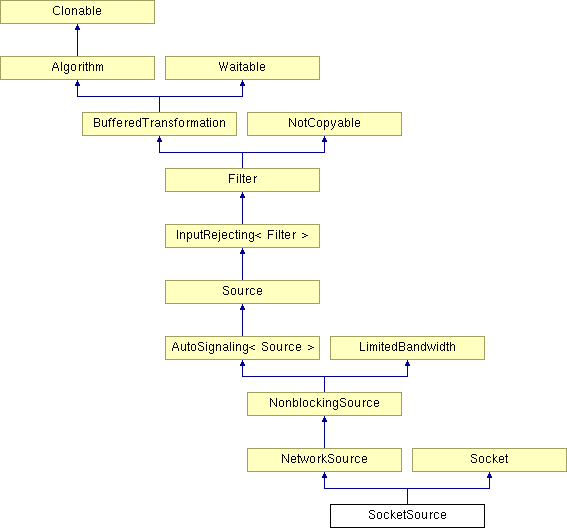 Clonable
Algorithm
Waitable
BufferedTransformation
NotCopyable
Filter
InputRejecting< Filter >
Source
AutoSignaling< Source >
LimitedBandwidth
NonblockingSource
NetworkSource
Socket
SocketSource